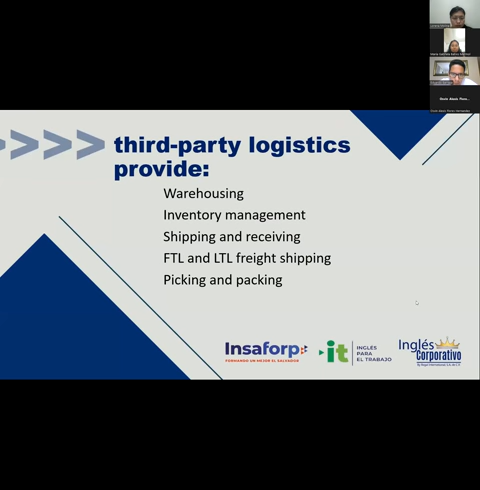 third-party logistics
provide:
Warehousing
Inventory management
Shipping and receiving
FTL and LTL freight shipping
Picking and packing
Insaforp
FORMANDO UN MEJOR EL SALVADOR
it
INGLÉS
PARA
EL TRABAJO
Inglés
Corporativo